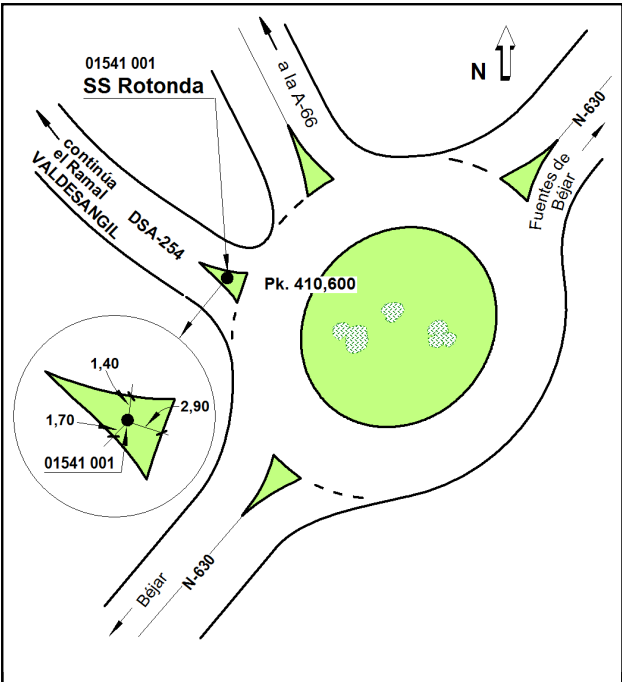 01541 001
SS Rotonda
a la A-66
N
N-630
Fuentes de
Béjar
continúa
el Ramal
VALDESANGIL
DSA-254
Pk. 410,600
1,40
2,90
1,70
01541 001
Béjar
N-630